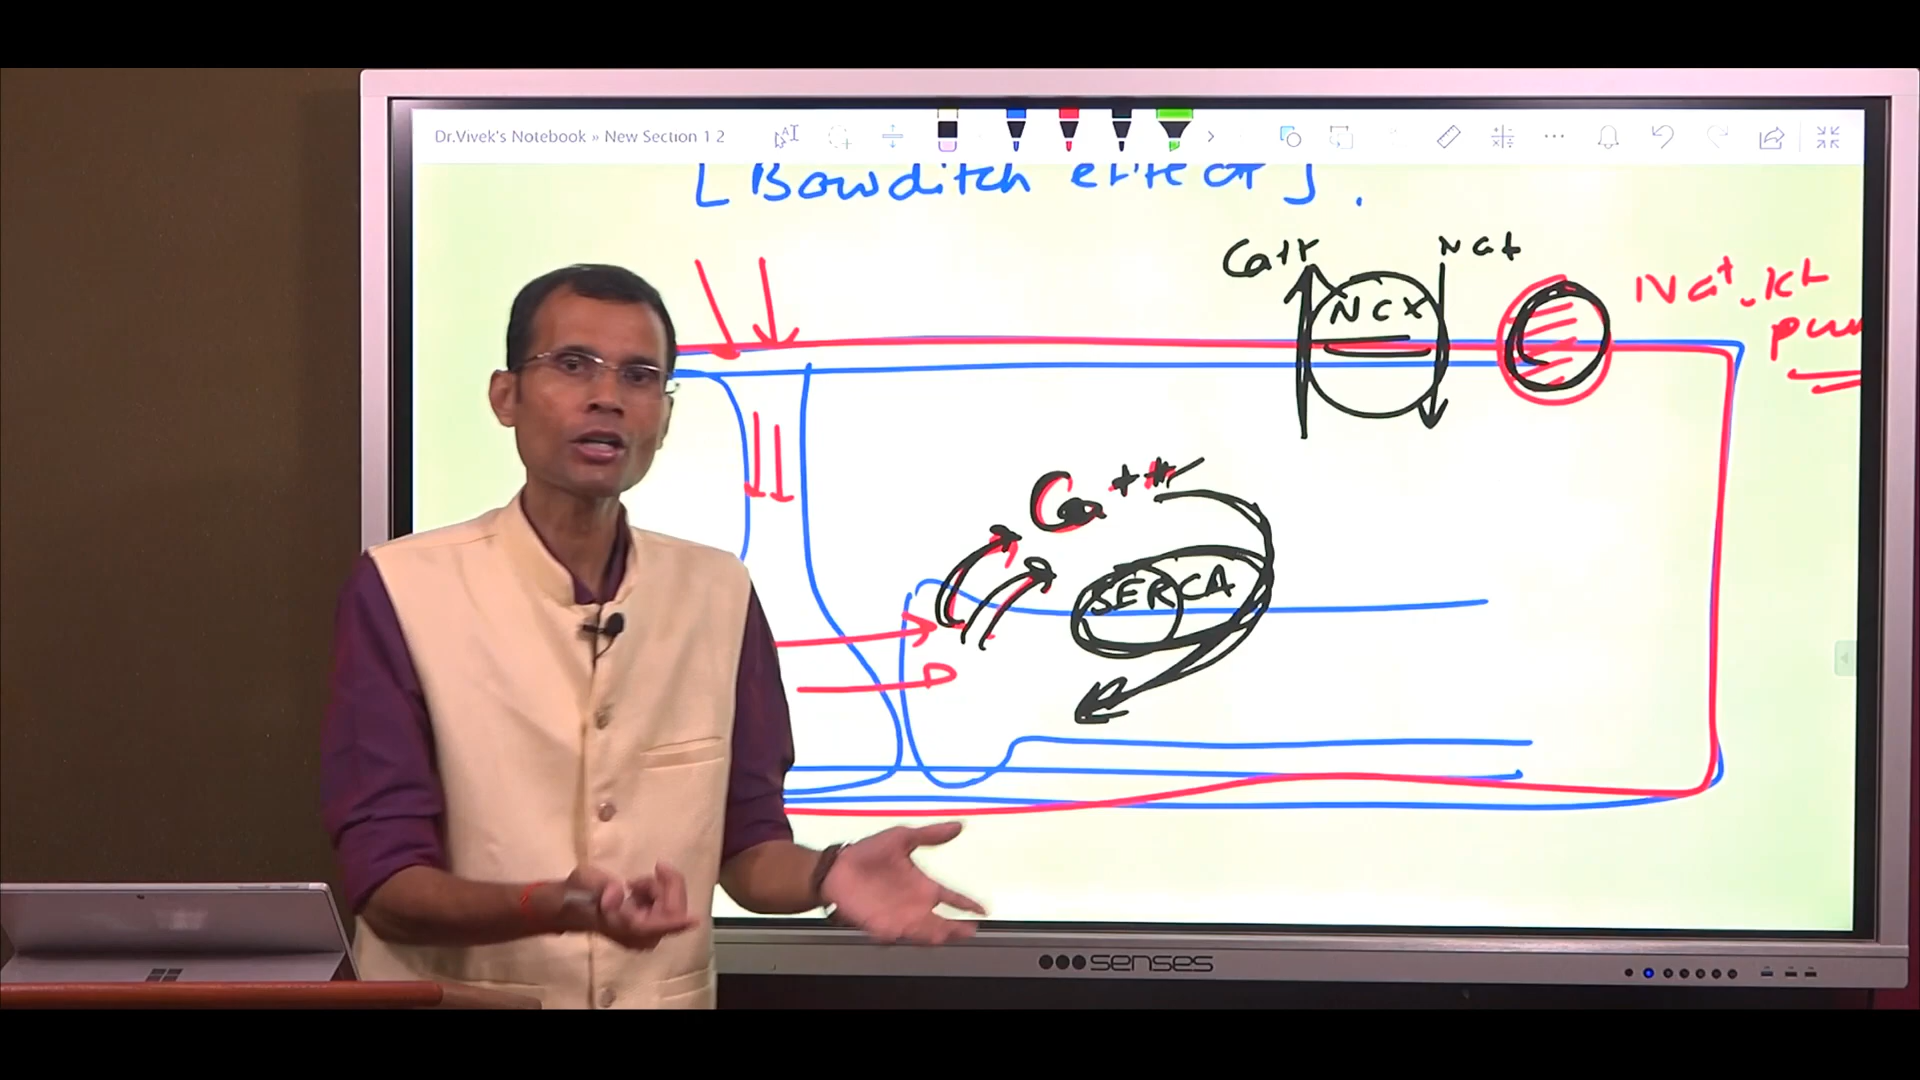 Dr.Vivek's Notebook » New Section 1 2
[Bowditch effect].
Ca++
Na+
NCX
Na+-K+
Ca++
SERCA
senses